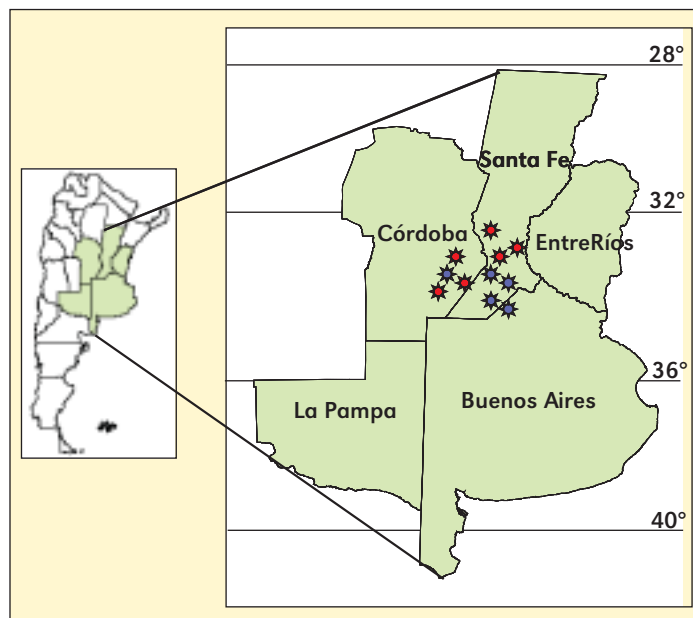 28°
Santa Fe
32°
Córdoba
EntreRíos
36°
La Pampa
Buenos Aires
40°